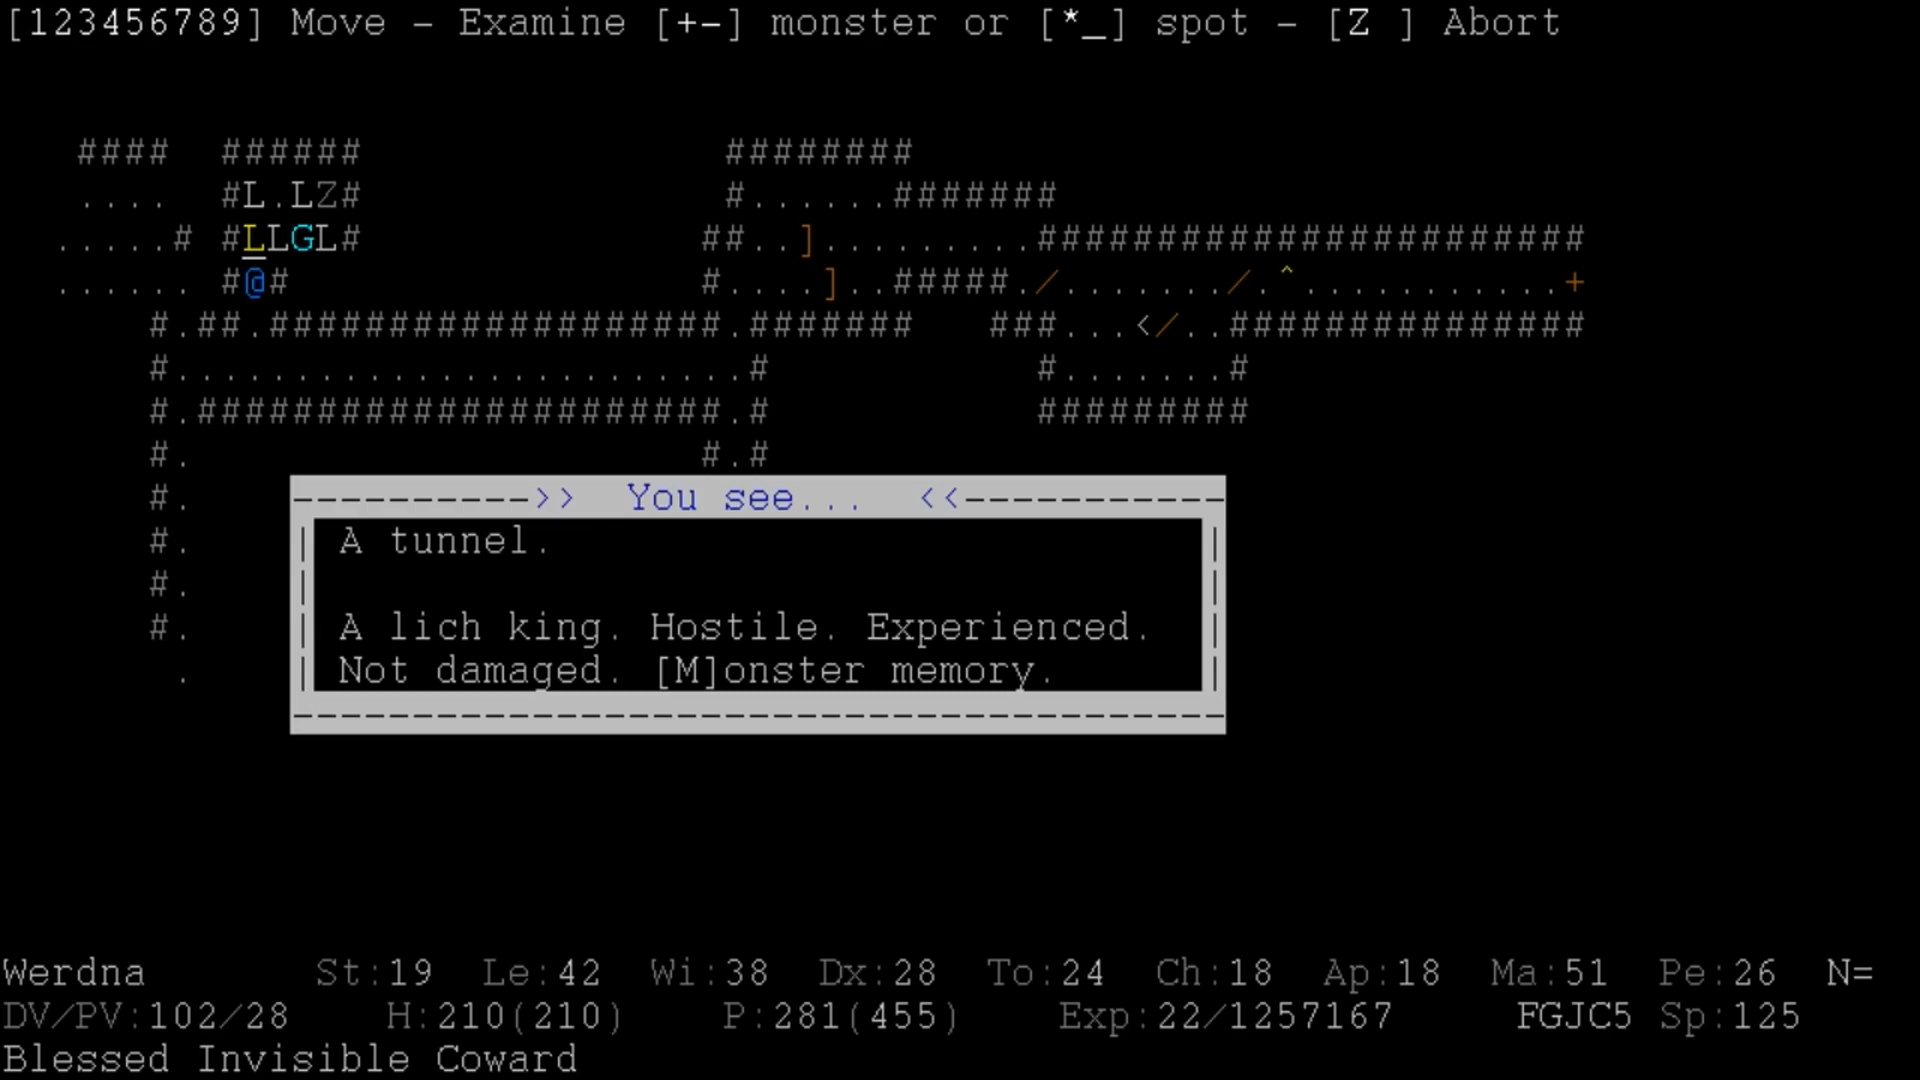 [123456789] Move - Examine [+-] monster or [*_] spot - [Z ] Abort
####  ######                ########
....  #L.LZ#                #......#######
.....# #LLGL#               ##..].........#######################
...... #@#                  #....]..#####./......./.^...........+
#.##.###################.#######   ###...</..###############
#........................#            #.......#
#.######################.#            #########
#.                     #.#
#.
#.
#.
#.
.
---------->>  You see...  <<-----------
A tunnel.
A lich king. Hostile. Experienced.
Not damaged. [M]onster memory.
Werdna St:19 Le:42 Wi:38 Dx:28 To:24 Ch:18 Ap:18 Ma:51 Pe:26 N=
DV/PV:102/28 H:210(210) P:281(455) Exp:22/1257167 FGJC5 Sp:125
Blessed Invisible Coward